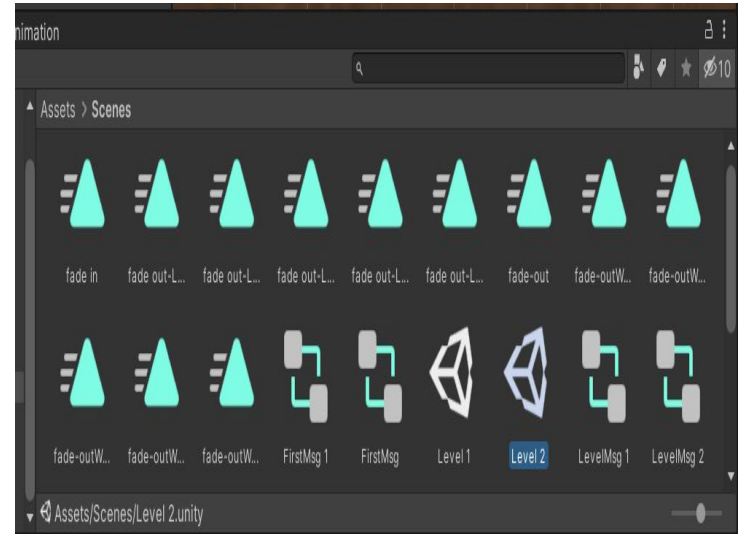 nimation
10
Assets > Scenes
fade in fade out-L... fade out-L... fade out-L... fade out-L... fade out-L... fade-out fade-outW... fade-outW...
fade-outW... fade-outW... fade-outW... FirstMsg 1 FirstMsg Level 1 Level 2 LevelMsg 1 LevelMsg 2
Assets/Scenes/Level 2.unity